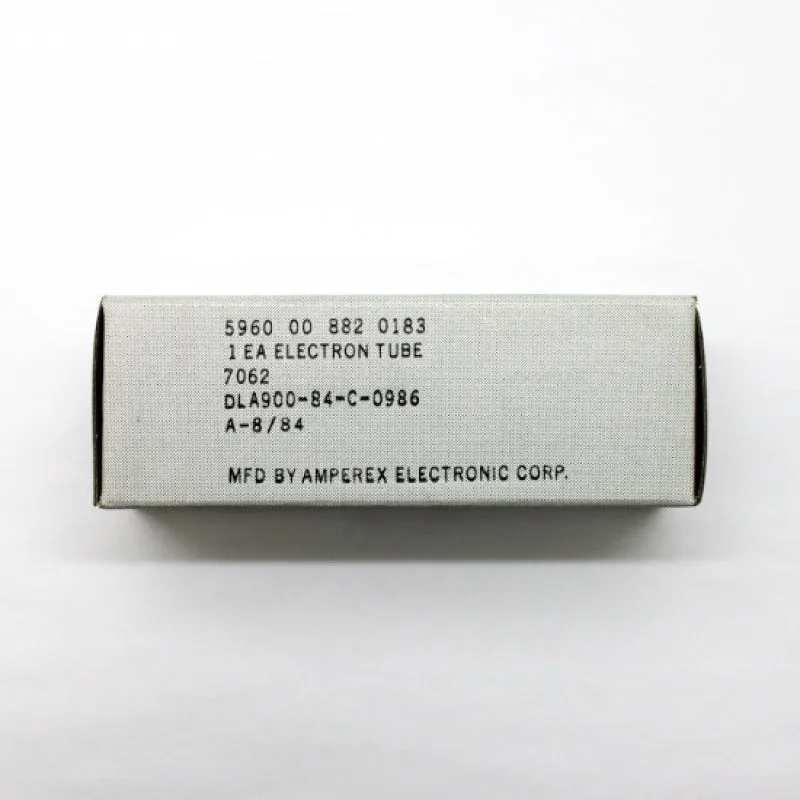 5960 00 882 0183
1 EA ELECTRON TUBE
7062
DLA900-84-C-0986
A-8/84
MFD BY AMPEREX ELECTRONIC CORP.